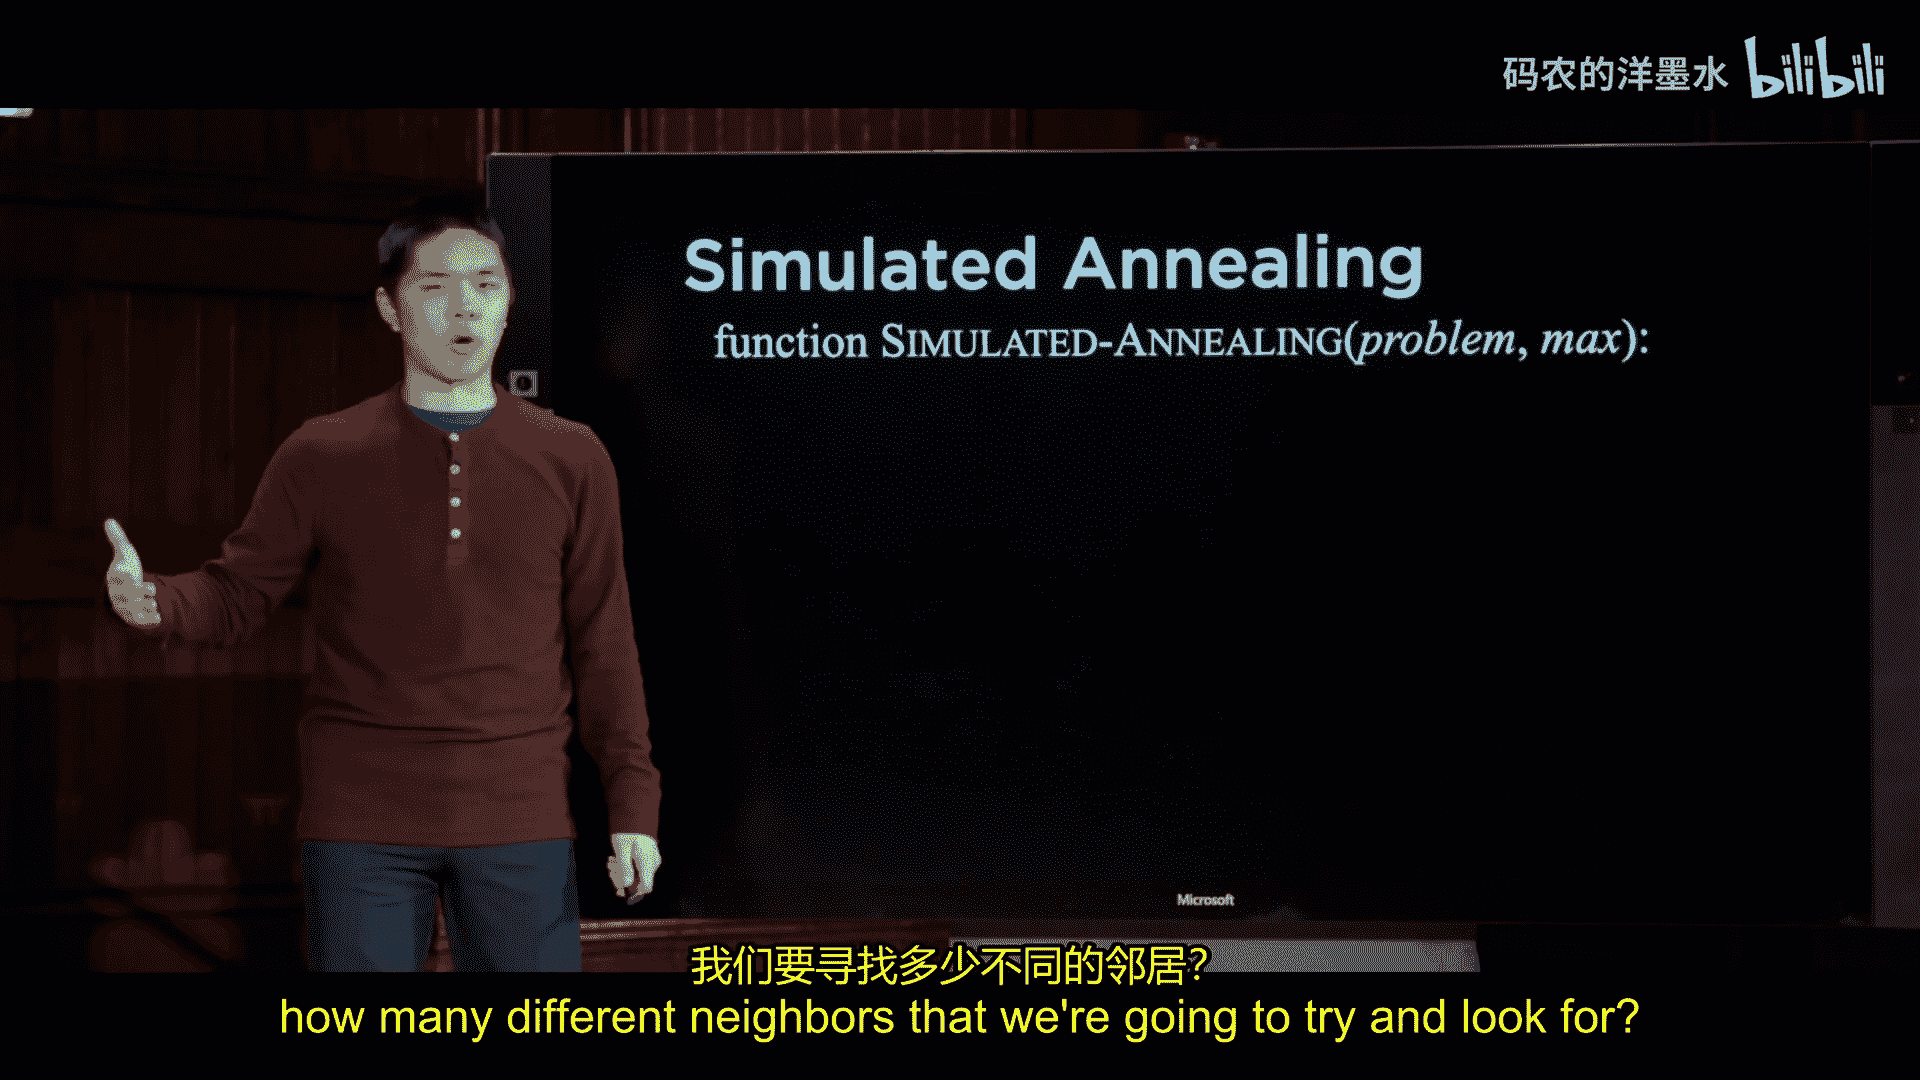 码农的洋墨水 bilibili
Simulated Annealing
function SIMULATED-ANNEALING(problem, max):
Microsoft
我们要寻找多少不同的邻居?
how many different neighbors that we're going to try and look for?